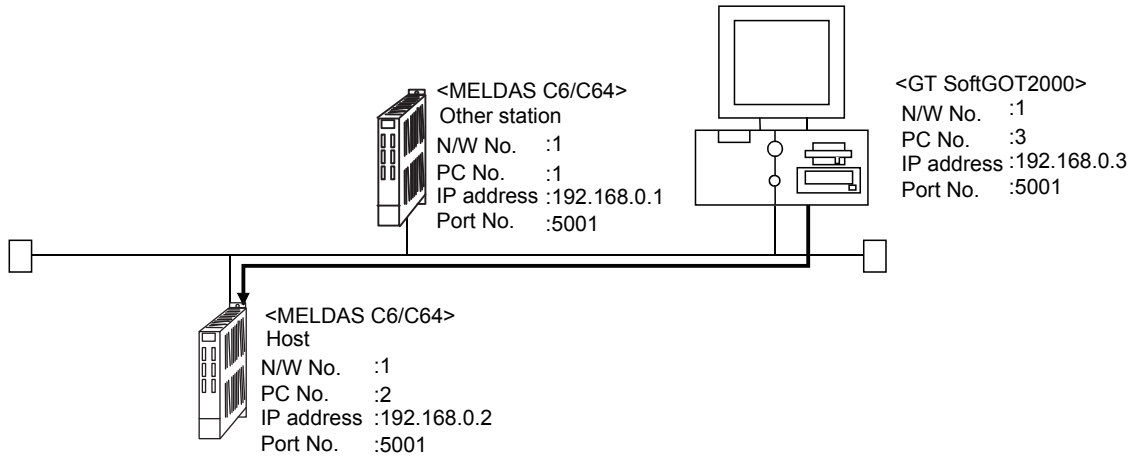 <MELDAS C6/C64>
Other station
N/W No. :1
PC No. :1
IP address :192.168.0.1
Port No. :5001
<GT SoftGOT2000>
N/W No. :1
PC No. :3
IP address :192.168.0.3
Port No. :5001
<MELDAS C6/C64>
Host
N/W No. :1
PC No. :2
IP address :192.168.0.2
Port No. :5001